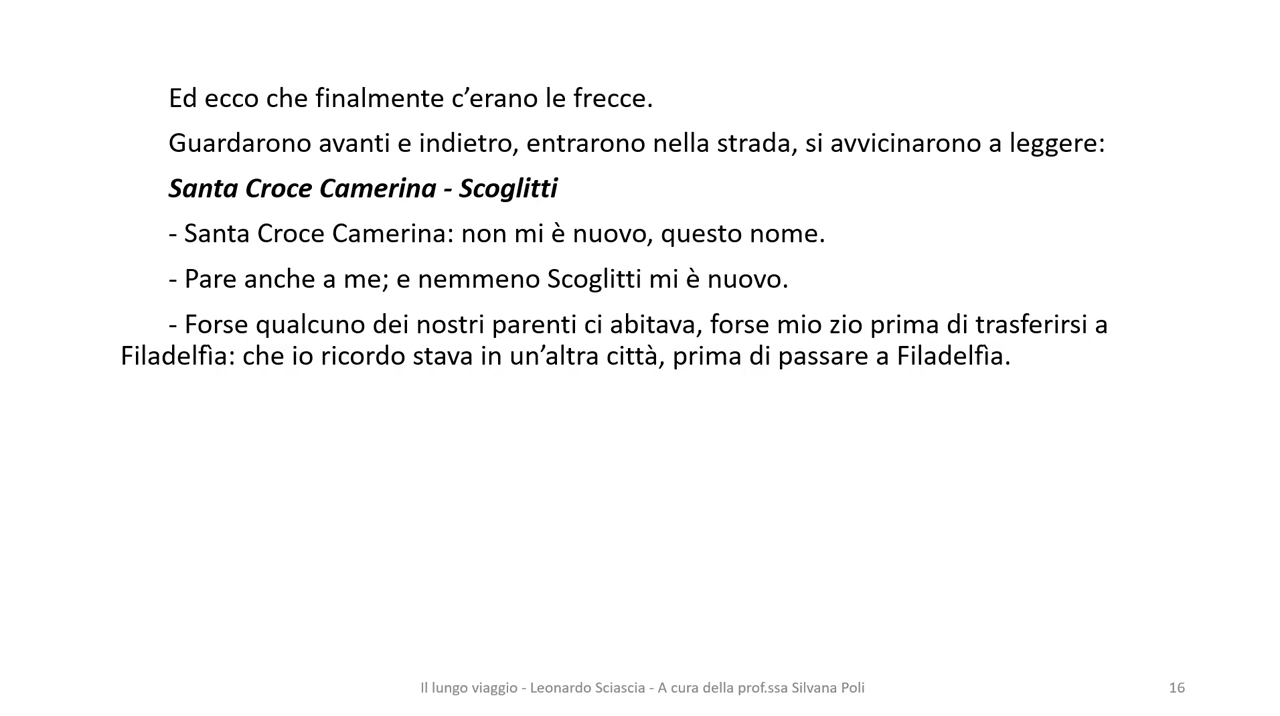 Ed ecco che finalmente c’erano le frecce.
Guardarono avanti e indietro, entrarono nella strada, si avvicinarono a leggere:
Santa Croce Camerina - Scoglitti
- Santa Croce Camerina: non mi è nuovo, questo nome.
- Pare anche a me; e nemmeno Scoglitti mi è nuovo.
- Forse qualcuno dei nostri parenti ci abitava, forse mio zio prima di trasferirsi a
Filadelfìa: che io ricordo stava in un’altra città, prima di passare a Filadelfìa.
Il lungo viaggio - Leonardo Sciascia - A cura della prof.ssa Silvana Poli
16